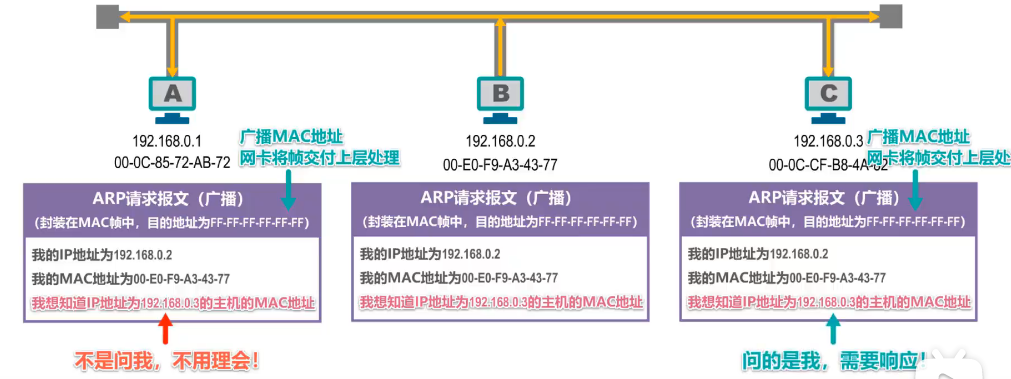 A
B
C
192.168.0.1
00-0C-85-72-AB-72
广播MAC地址
网卡将帧交付上层处理
192.168.0.2
00-E0-F9-A3-43-77
192.168.0.3
广播MAC地址
网卡将帧交付上层处
ARP请求报文（广播）
（封装在MAC帧中，目的地址为FF-FF-FF-FF-FF-FF）
我的IP地址为192.168.0.2
我的MAC地址为00-E0-F9-A3-43-77
我想知道IP地址为192.168.0.3的主机的MAC地址
ARP请求报文（广播）
（封装在MAC帧中，目的地址为FF-FF-FF-FF-FF-FF）
我的IP地址为192.168.0.2
我的MAC地址为00-E0-F9-A3-43-77
我想知道IP地址为192.168.0.3的主机的MAC地址
ARP请求报文（广播）
（封装在MAC帧中，目的地址为FF-FF-FF-FF-FF-FF）
我的IP地址为192.168.0.2
我的MAC地址为00-E0-F9-A3-43-77
我想知道IP地址为192.168.0.3的主机的MAC地址
不是问我，不用理会！
问的是我，需要响应！